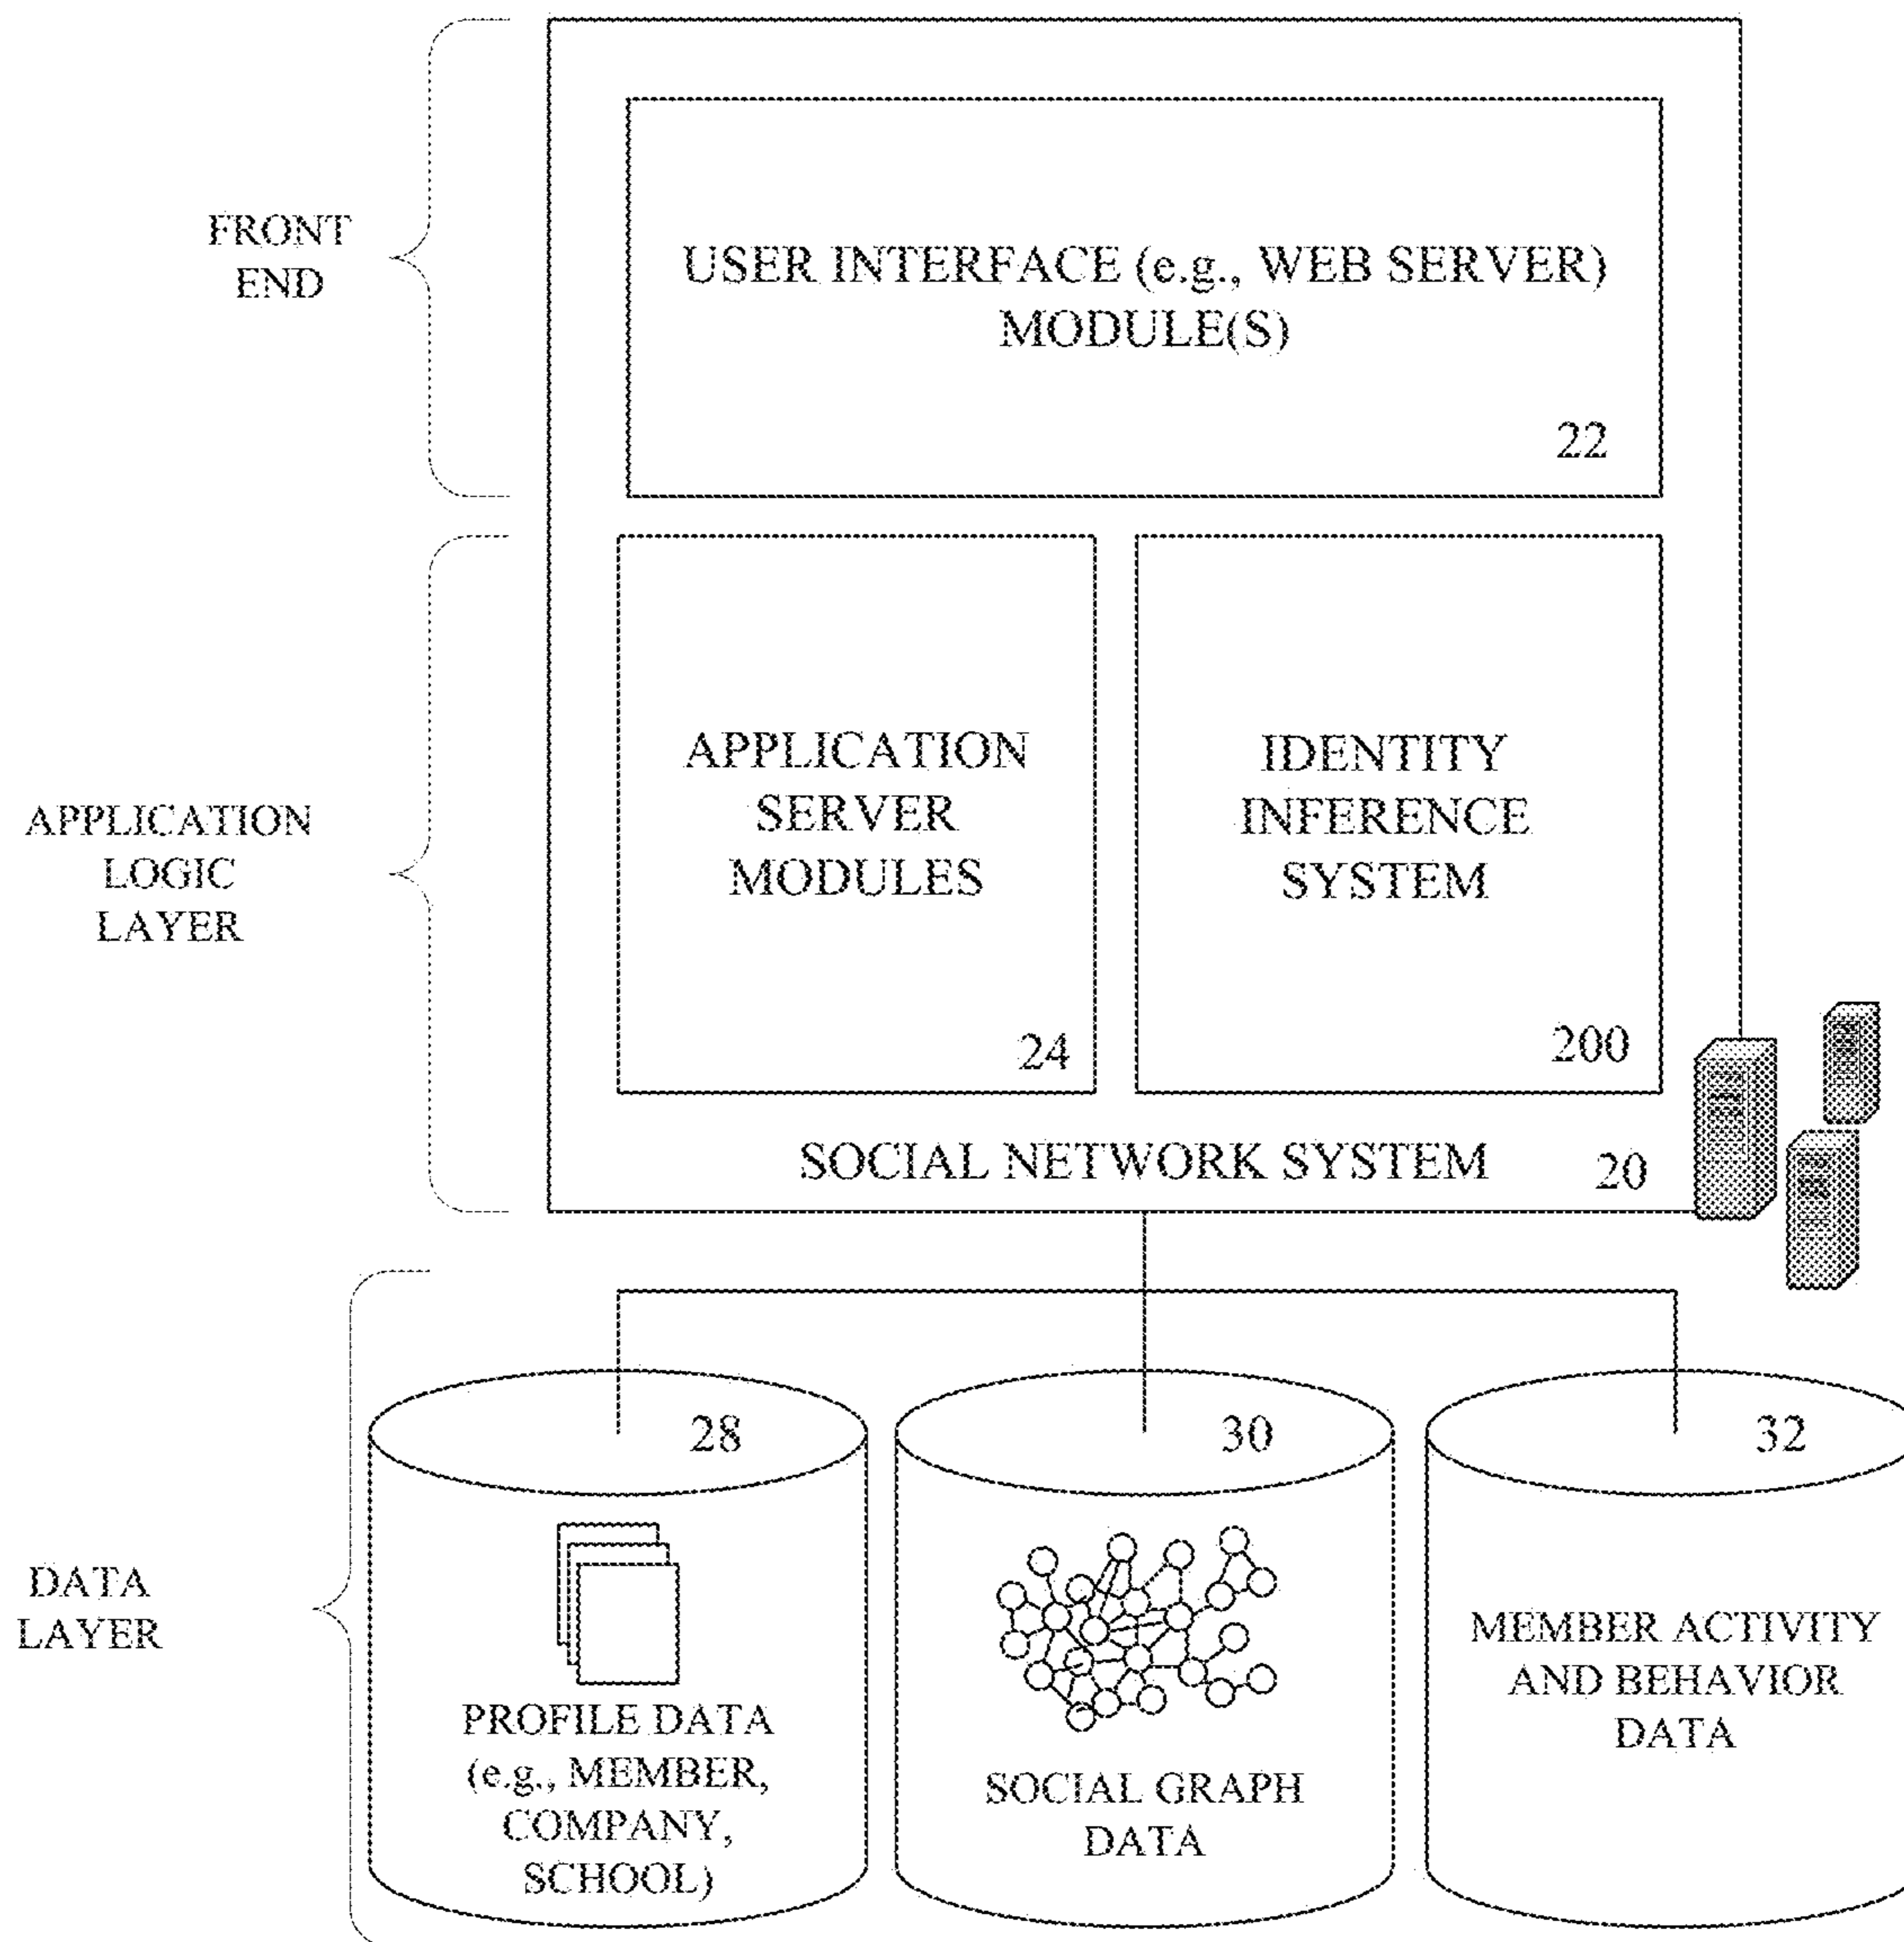 FRONT
END
USER INTERFACE (e.g., WEB SERVER)
MODULE(S)
22
APPLICATION
LOGIC
LAYER
APPLICATION
SERVER
MODULES
24
IDENTITY
INFERENCE
SYSTEM
200
SOCIAL NETWORK SYSTEM
20
DATA
LAYER
28
PROFILE DATA
(e.g., MEMBER,
COMPANY,
SCHOOL)
30
SOCIAL GRAPH
DATA
32
MEMBER ACTIVITY
AND BEHAVIOR
DATA